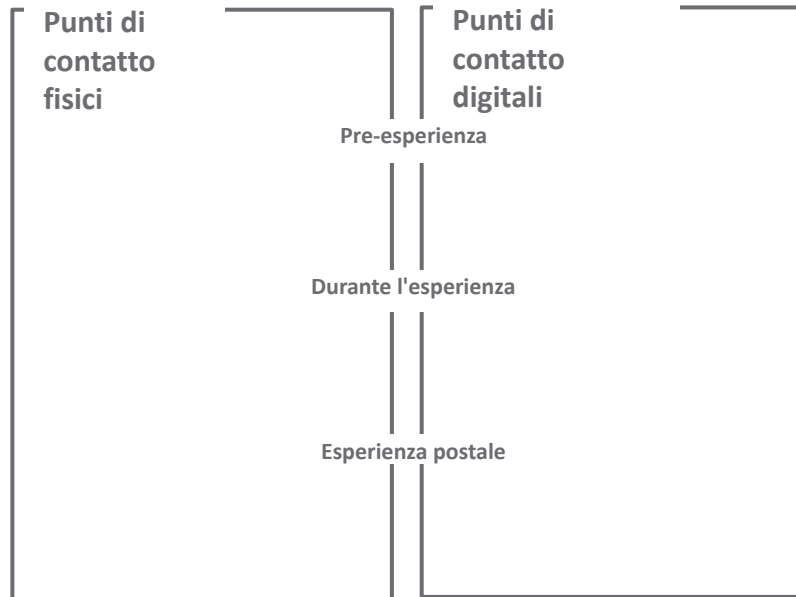 Punti di
contatto
fisici
Punti di
contatto
digitali
Pre-esperienza
Durante l'esperienza
Esperienza postale